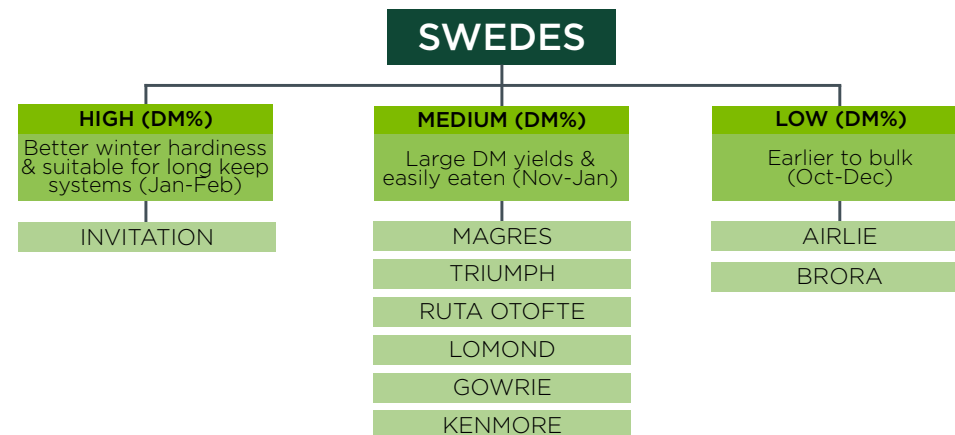 SWEDES
HIGH (DM%)
Better winter hardiness
& suitable for long keep
systems (Jan-Feb)
INVITATION
MEDIUM (DM%)
Large DM yields &
easily eaten (Nov-Jan)
MAGRES
TRIUMPH
RUTA OTOFTE
LOMOND
GOWRIE
KENMORE
LOW (DM%)
Earlier to bulk
(Oct-Dec)
AIRLIE
BRORA